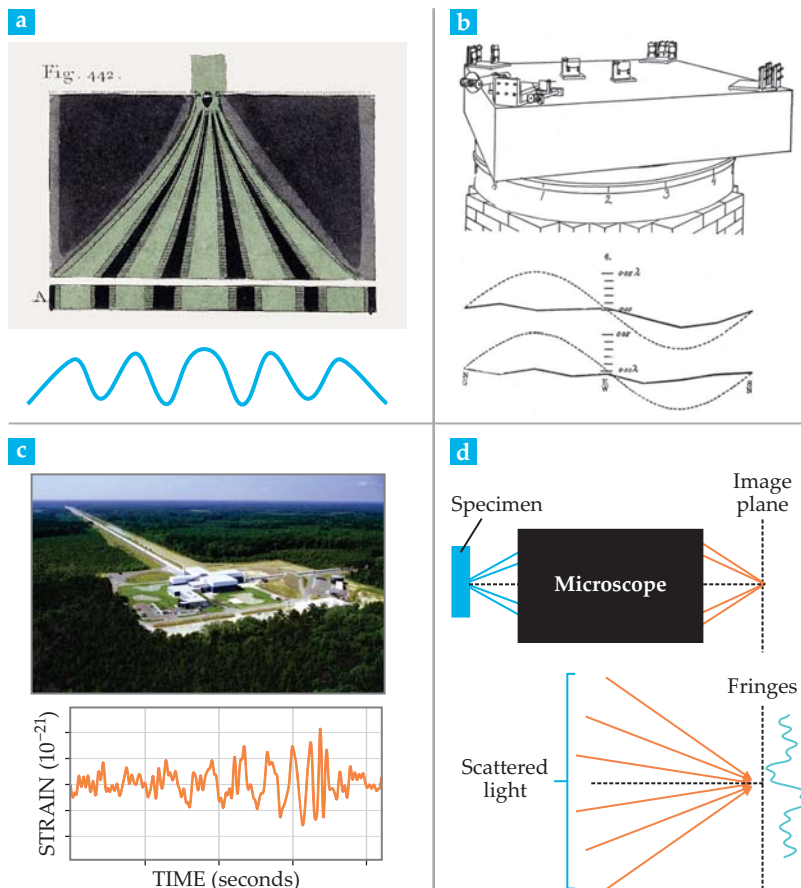 a
Fig. 442.
A
b
1
2
3
4
c
STRAIN (10⁻²¹)
TIME (seconds)
d
Specimen
Image
plane
Microscope
Fringes
Scattered
light